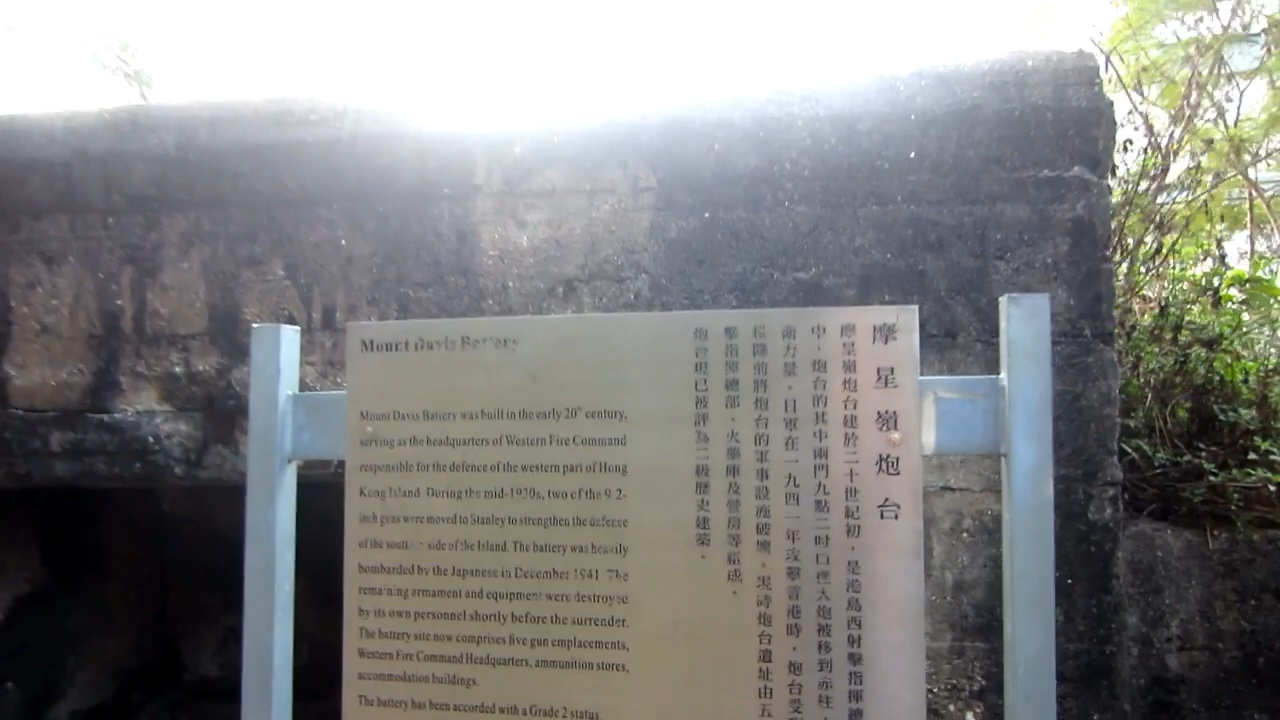 Mount Davis Battery
Mount Davis Battery was built in the early 20th century,
serving as the headquarters of Western Fire Command
responsible for the defence of the western part of Hong
Kong Island. During the mid-1930s, two of the 9.2-
inch guns were moved to Stanley to strengthen the defense
of the side of the Island. The battery was heavily
bombarded by the Japanese in December 1941. The
remaining armament and equipment were destroyed
by its own personnel shortly before the surrender.
The battery site now comprises five gun emplacements,
Western Fire Command Headquarters, ammunition stores,
accommodation buildings.
The battery has been accorded with a Grade 2 status.
摩星嶺炮台
摩星嶺炮台建於二十世紀初，是港島西射擊指揮總
中，炮台的其中兩門九點二吋口徑大炮被移到赤柱，
衛力量。日軍在一九四一年攻擊香港時，炮台受
投降前將炮台的軍事設施破壞。現時炮台遺址由五
擊指揮總部、火藥庫及營房等組成。
炮台現已被評為二級歷史建築。